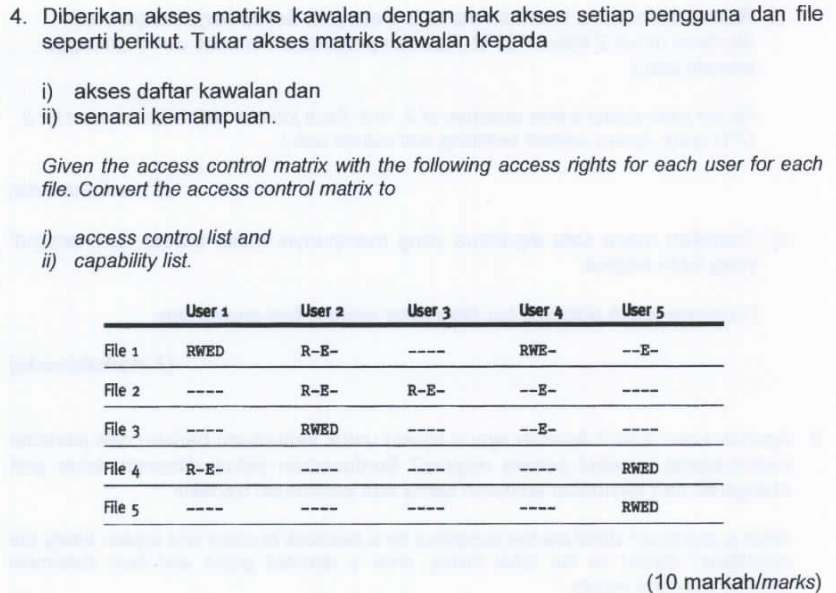 4. Diberikan akses matriks kawalan dengan hak akses setiap pengguna dan file
seperti berikut. Tukar akses matriks kawalan kepada
i) akses daftar kawalan dan
ii) senarai kemampuan.
Given the access control matrix with the following access rights for each user for each
file. Convert the access control matrix to
i) access control list and
ii) capability list.
User 1 User 2 User 3 User 4 User 5
File 1 RWED R-E- ---- RWE- --E-
File 2 ---- R-E- R-E- --E- ----
File 3 ---- RWED ---- --E- ----
File 4 R-E- ---- ---- ---- RWED
File 5 ---- ---- ---- ---- RWED
(10 markah/marks)